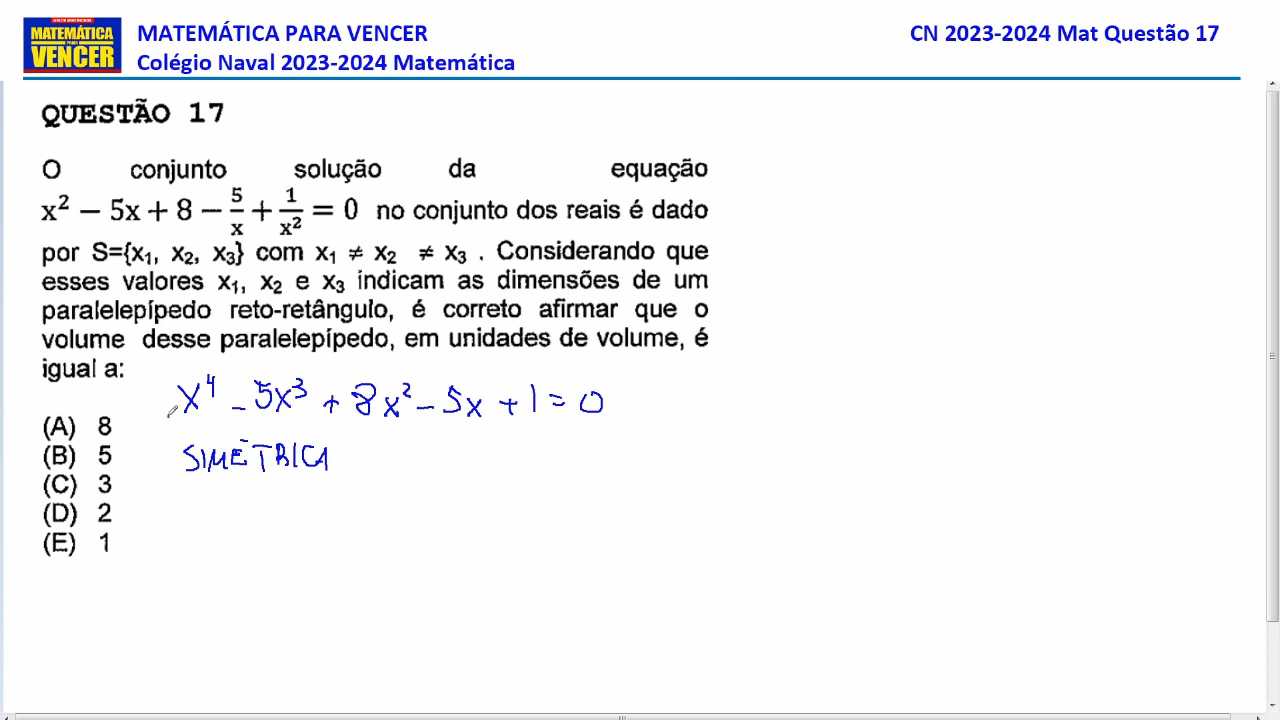 MATEMÁTICA
PARA
VENCER
MATEMÁTICA PARA VENCER
CN 2023-2024 Mat Questão 17
Colégio Naval 2023-2024 Matemática
QUESTÃO 17
O conjunto solução da equação
x² − 5x + 8 − 5/x + 1/x² = 0 no conjunto dos reais é dado
por S={x₁, x₂, x₃} com x₁ ≠ x₂ ≠ x₃ . Considerando que
esses valores x₁, x₂ e x₃ indicam as dimensões de um
paralelepípedo reto-retângulo, é correto afirmar que o
volume desse paralelepípedo, em unidades de volume, é
igual a:
x⁴ - 5x³ + 8x² - 5x + 1 = 0
(A) 8
SIMÉTRICA
(B) 5
(C) 3
(D) 2
(E) 1